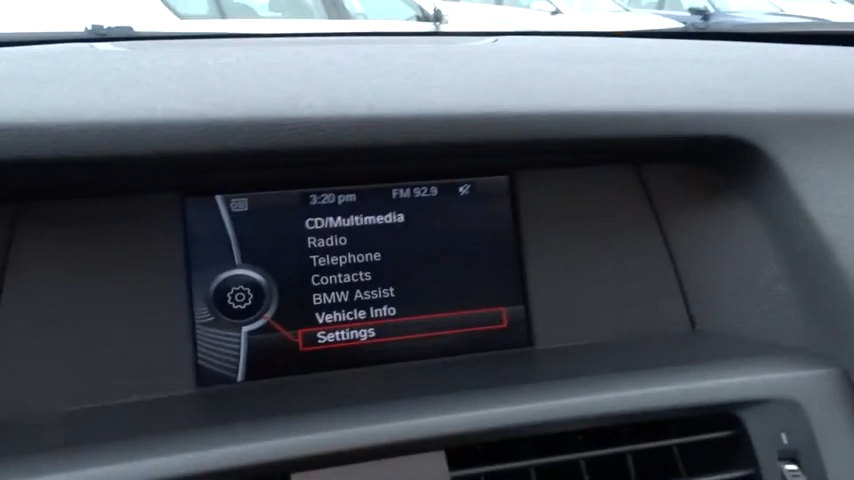 3:20 pm FM 92.9
CD/Multimedia
Radio
Telephone
Contacts
BMW Assist
Vehicle Info
Settings